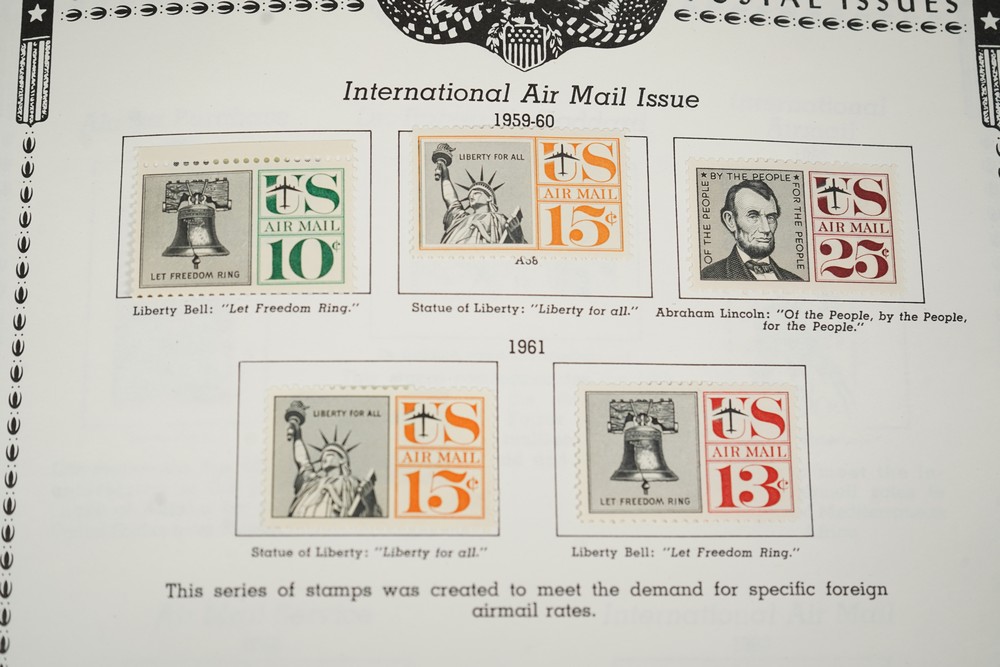 POSTAL ISSUES
International Air Mail Issue
1959-60
LET FREEDOM RING
US
AIR MAIL
10¢
LIBERTY FOR ALL
US
AIR MAIL
15¢
OF THE PEOPLE ★ BY THE PEOPLE ★ FOR THE PEOPLE
US
AIR MAIL
25¢
Liberty Bell: "Let Freedom Ring."
Statue of Liberty: "Liberty for all."
Abraham Lincoln: "Of the People, by the People,
for the People."
1961
LIBERTY FOR ALL
US
AIR MAIL
15¢
LET FREEDOM RING
US
AIR MAIL
13¢
Statue of Liberty: "Liberty for all."
Liberty Bell: "Let Freedom Ring."
This series of stamps was created to meet the demand for specific foreign
airmail rates.